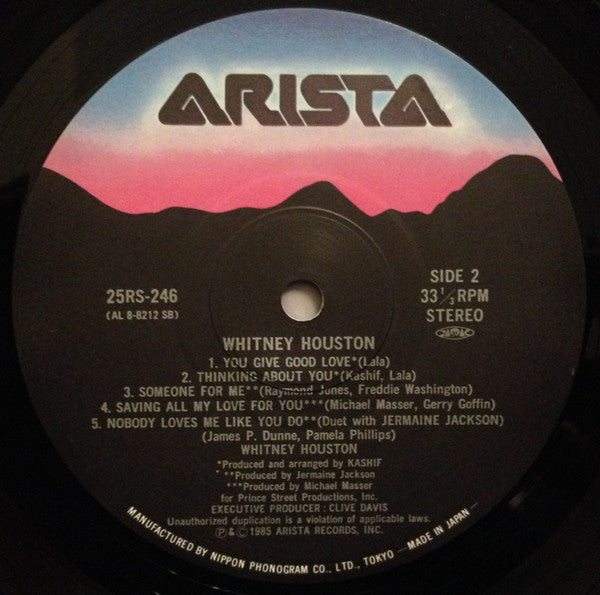 ARISTA
25RS-246
(AL 8-8212 SB)
SIDE 2
33 1/3 RPM
STEREO
JASRAC
WHITNEY HOUSTON
1. YOU GIVE GOOD LOVE*(Lala)
2. THINKING ABOUT YOU*(Kashif, Lala)
3. SOMEONE FOR ME**(Raymond Jones, Freddie Washington)
4. SAVING ALL MY LOVE FOR YOU***(Michael Masser, Gerry Goffin)
5. NOBODY LOVES ME LIKE YOU DO**(Duet with JERMAINE JACKSON)
(James P. Dunne, Pamela Phillips)
WHITNEY HOUSTON
*Produced and arranged by KASHIF
**Produced by Jermaine Jackson
***Produced by Michael Masser
for Prince Street Productions, Inc.
EXECUTIVE PRODUCER : CLIVE DAVIS
Unauthorized duplication is a violation of applicable laws.
℗ & © 1985 ARISTA RECORDS, INC.
MANUFACTURED BY NIPPON PHONOGRAM CO., LTD., TOKYO — MADE IN JAPAN —